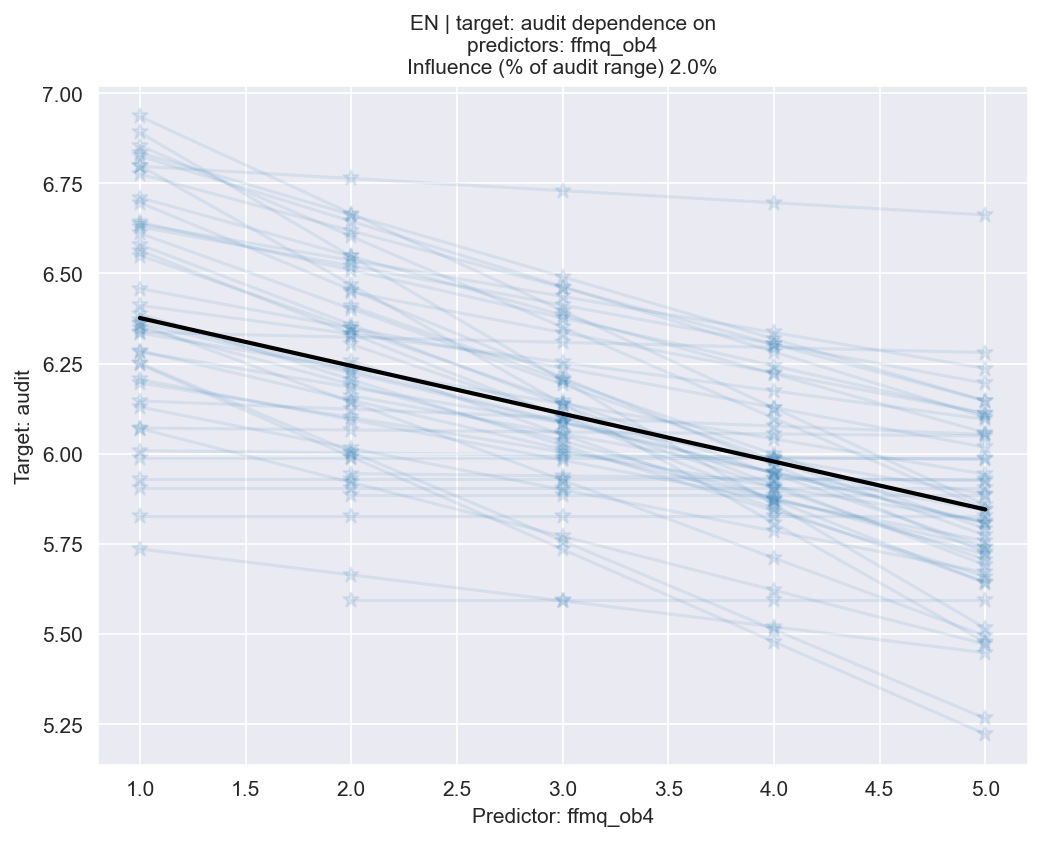 EN | target: audit dependence on
predictors: ffmq_ob4
Influence (% of audit range) 2.0%
7.00
6.75
6.50
6.25
6.00
5.75
5.50
5.25
Target: audit
1.0 1.5 2.0 2.5 3.0 3.5 4.0 4.5 5.0
Predictor: ffmq_ob4